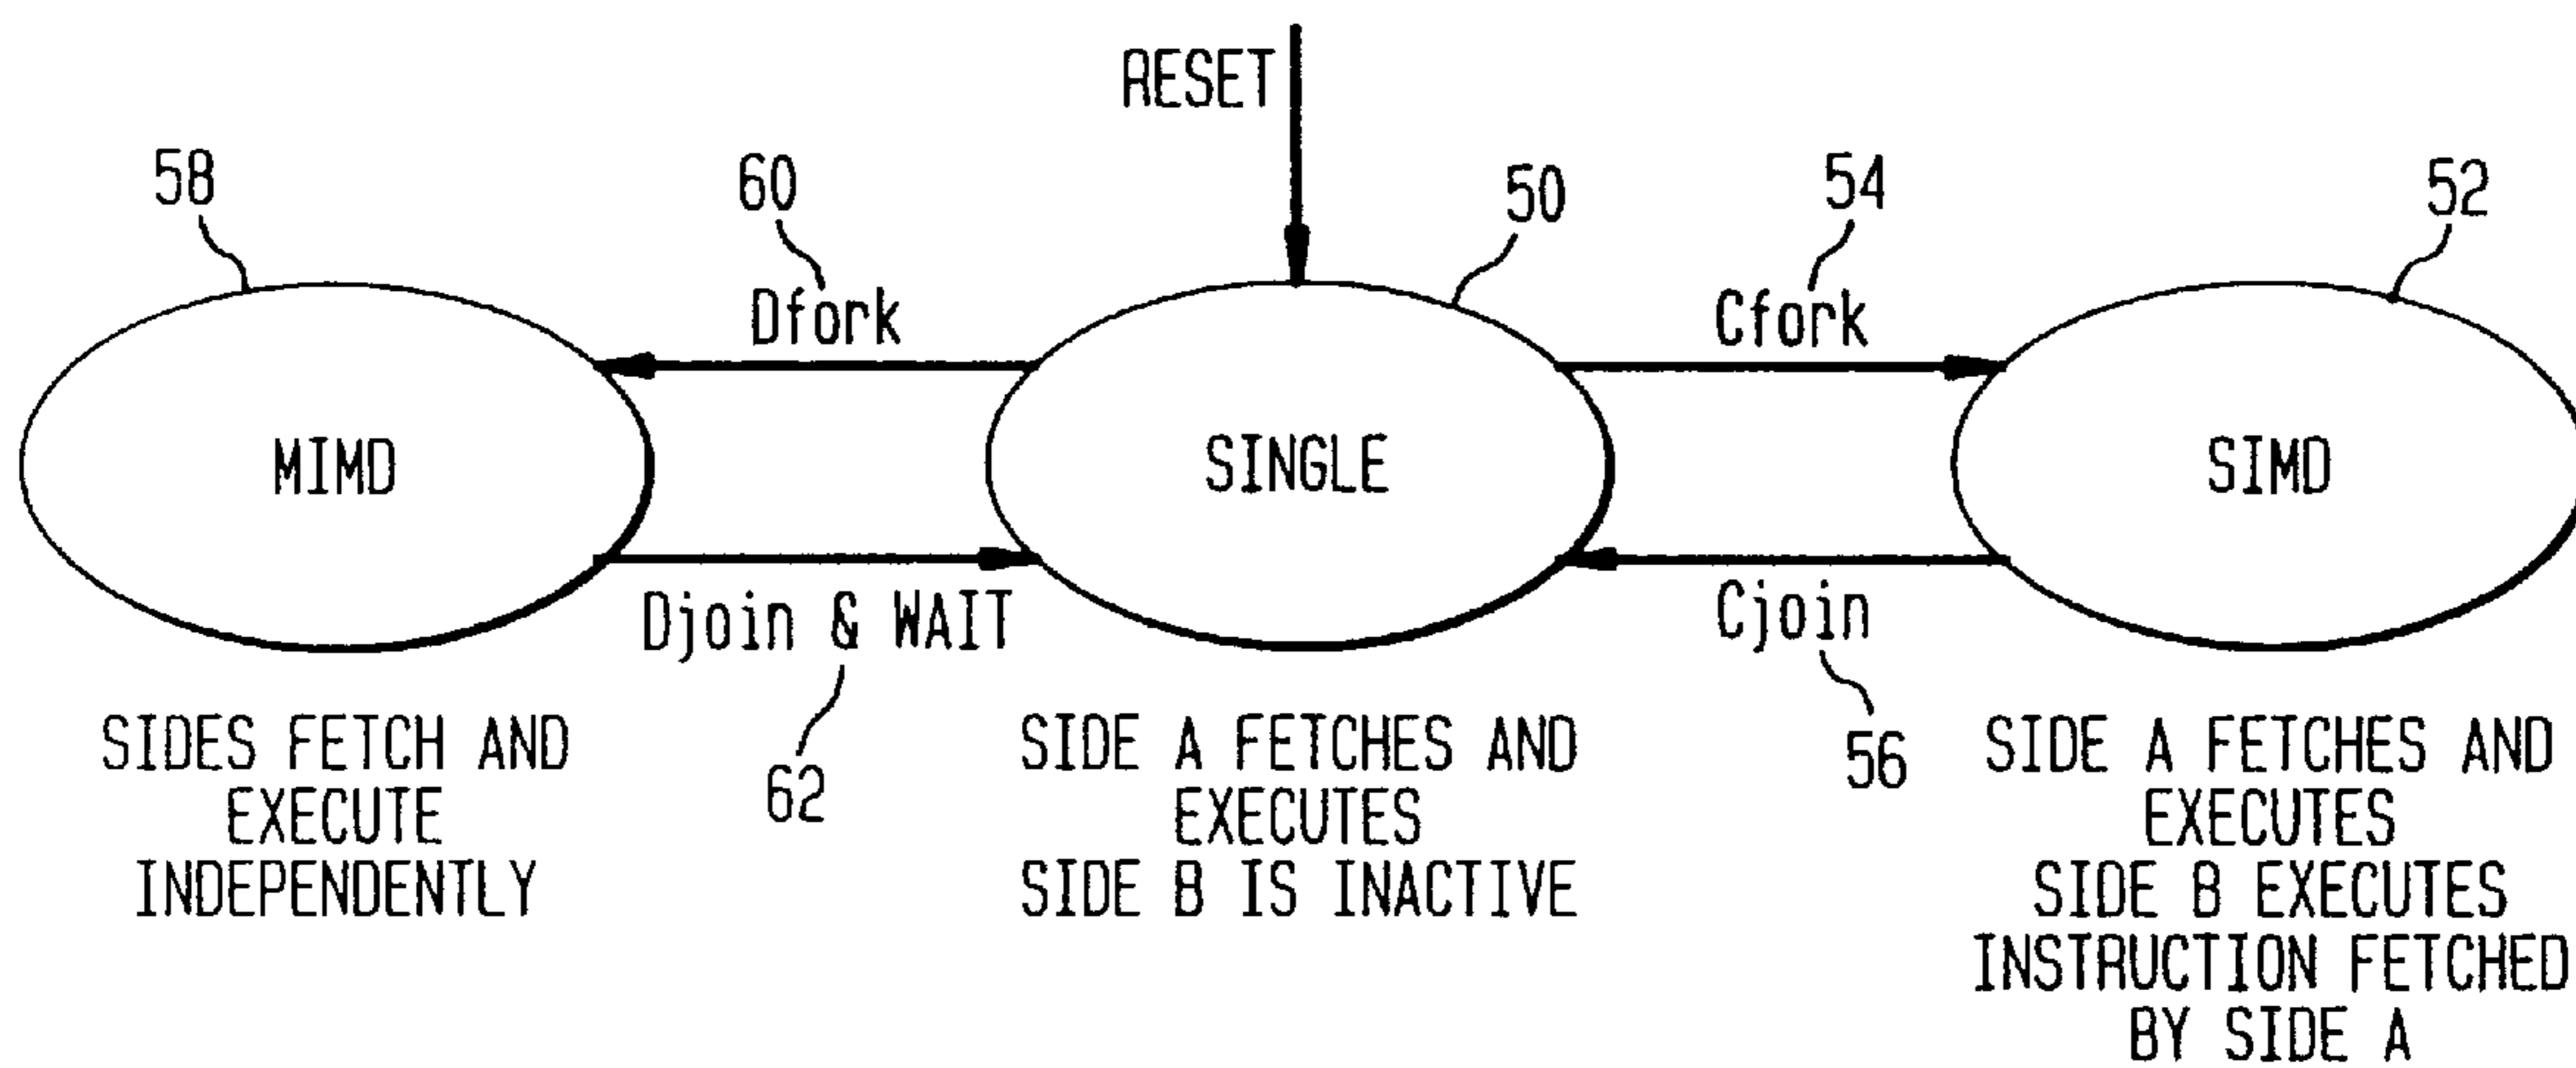 RESET
58
60
50
54
52
Dfork
Cfork
MIMD
SINGLE
SIMD
Djoin & WAIT
Cjoin
62
56
SIDES FETCH AND
EXECUTE
INDEPENDENTLY
SIDE A FETCHES AND
EXECUTES
SIDE B IS INACTIVE
SIDE A FETCHES AND
EXECUTES
SIDE B EXECUTES
INSTRUCTION FETCHED
BY SIDE A